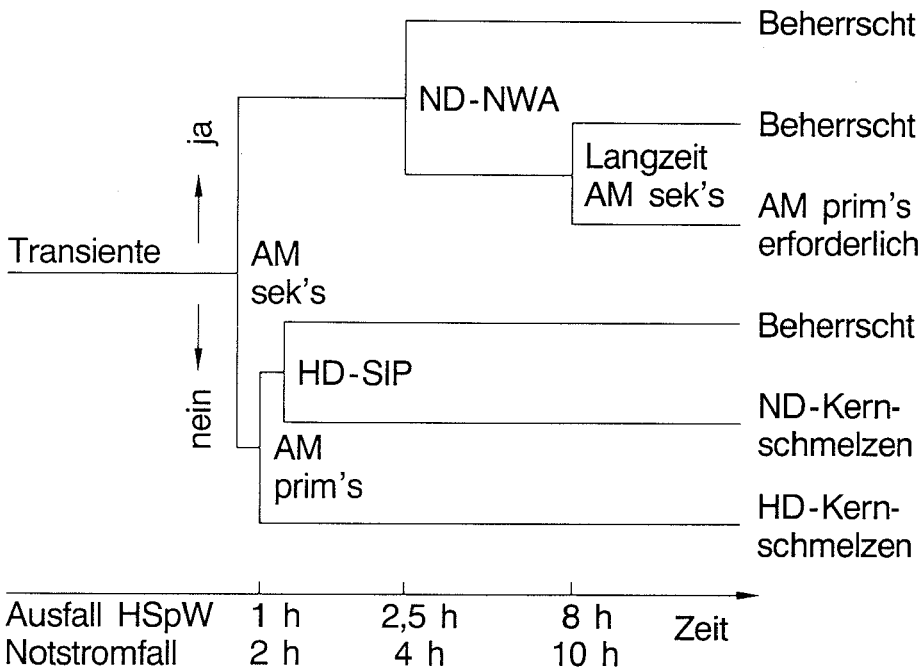 Beherrscht
ND-NWA
ja
Beherrscht
Langzeit
AM sek's
AM prim's
erforderlich
Transiente
AM
sek's
Beherrscht
HD-SIP
nein
ND-Kern-
schmelzen
AM
prim's
HD-Kern-
schmelzen
Ausfall HSpW 1 h 2,5 h 8 h Zeit
Notstromfall 2 h 4 h 10 h